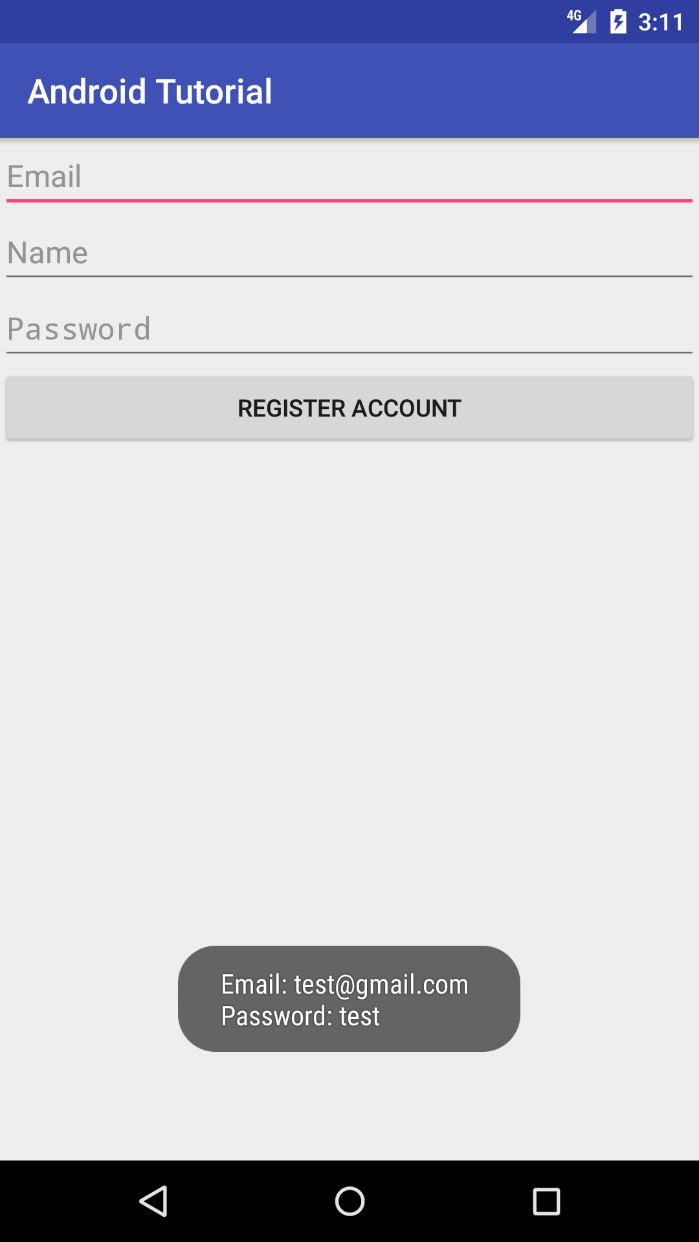 4G 3:11
Android Tutorial
Email
Name
Password
REGISTER ACCOUNT
Email: test@gmail.com
Password: test